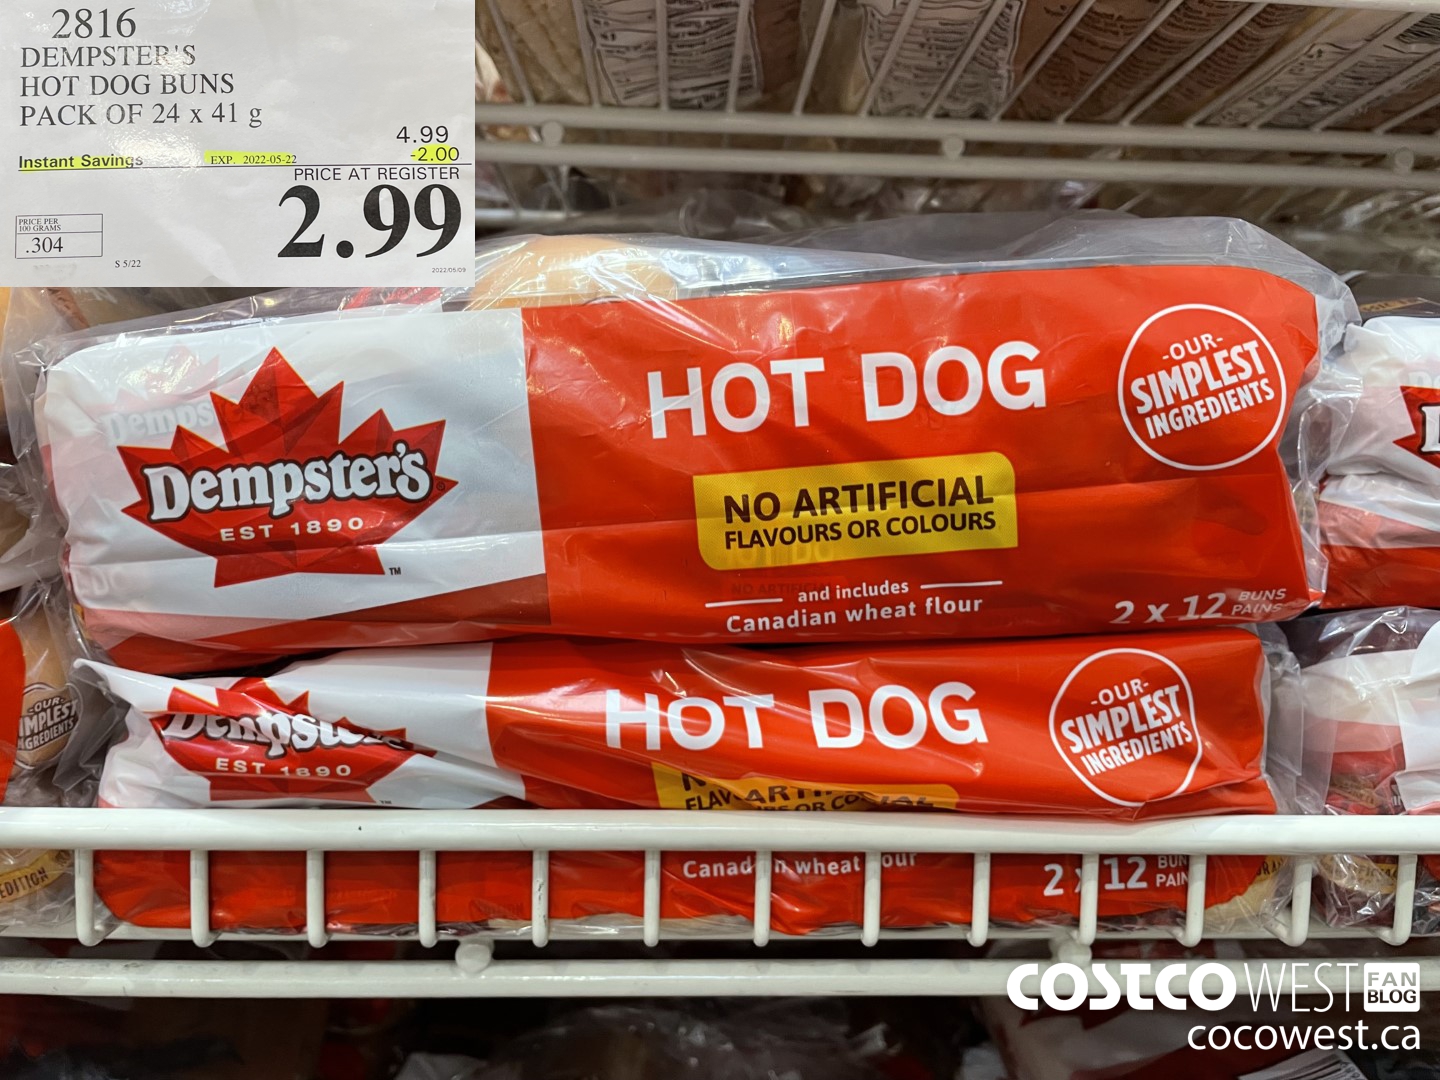 2816
DEMPSTER'S
HOT DOG BUNS
PACK OF 24 x 41 g
4.99
Instant Savings EXP. 2022-05-22 -2.00
PRICE AT REGISTER
2.99
PRICE PER
100 GRAMS
.304
S 5/22
2022/05/09
Dempster's
EST 1890
TM
HOT DOG
NO ARTIFICIAL
FLAVOURS OR COLOURS
and includes
Canadian wheat flour
-OUR-
SIMPLEST
INGREDIENTS
2 x 12 BUNS
PAINS
Dempster's
EST 1890
HOT DOG
-OUR-
SIMPLEST
INGREDIENTS
2 x 12
COSTCO WEST FAN
BLOG
cocowest.ca